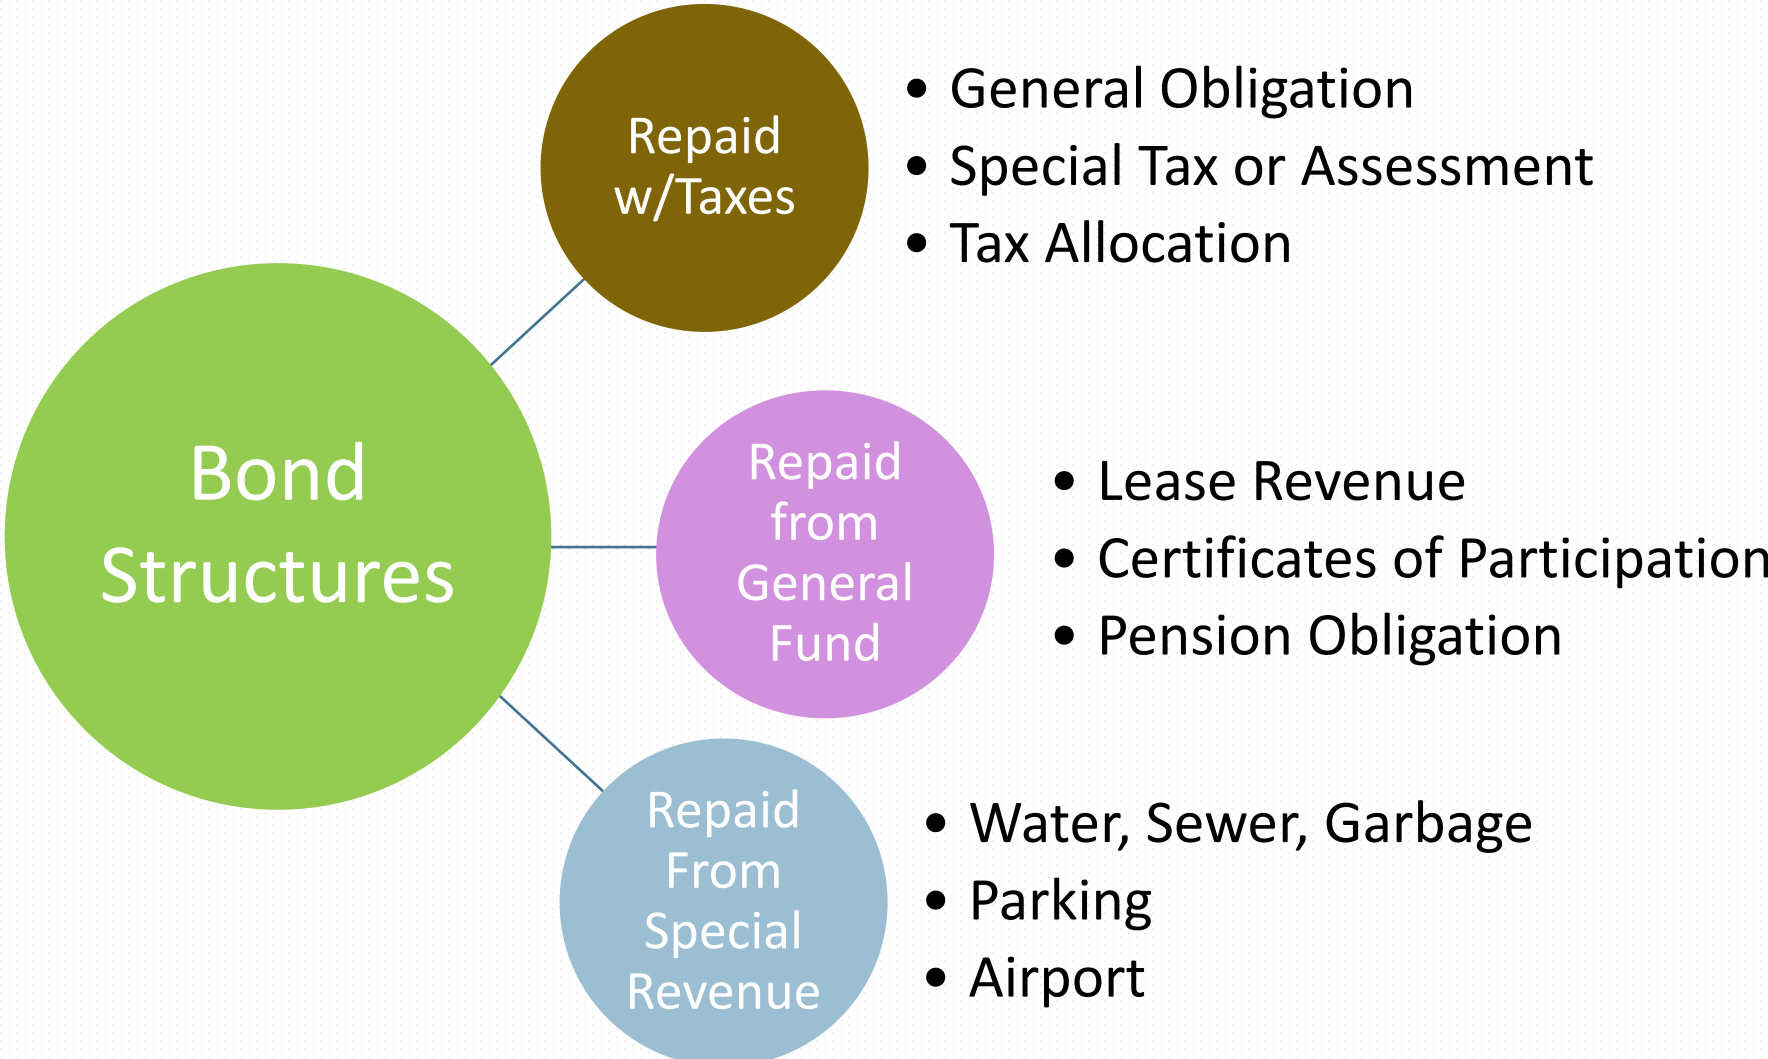 Bond
Structures
Repaid
w/Taxes
• General Obligation
• Special Tax or Assessment
• Tax Allocation
Repaid
from
General
Fund
• Lease Revenue
• Certificates of Participation
• Pension Obligation
Repaid
From
Special
Revenue
• Water, Sewer, Garbage
• Parking
• Airport